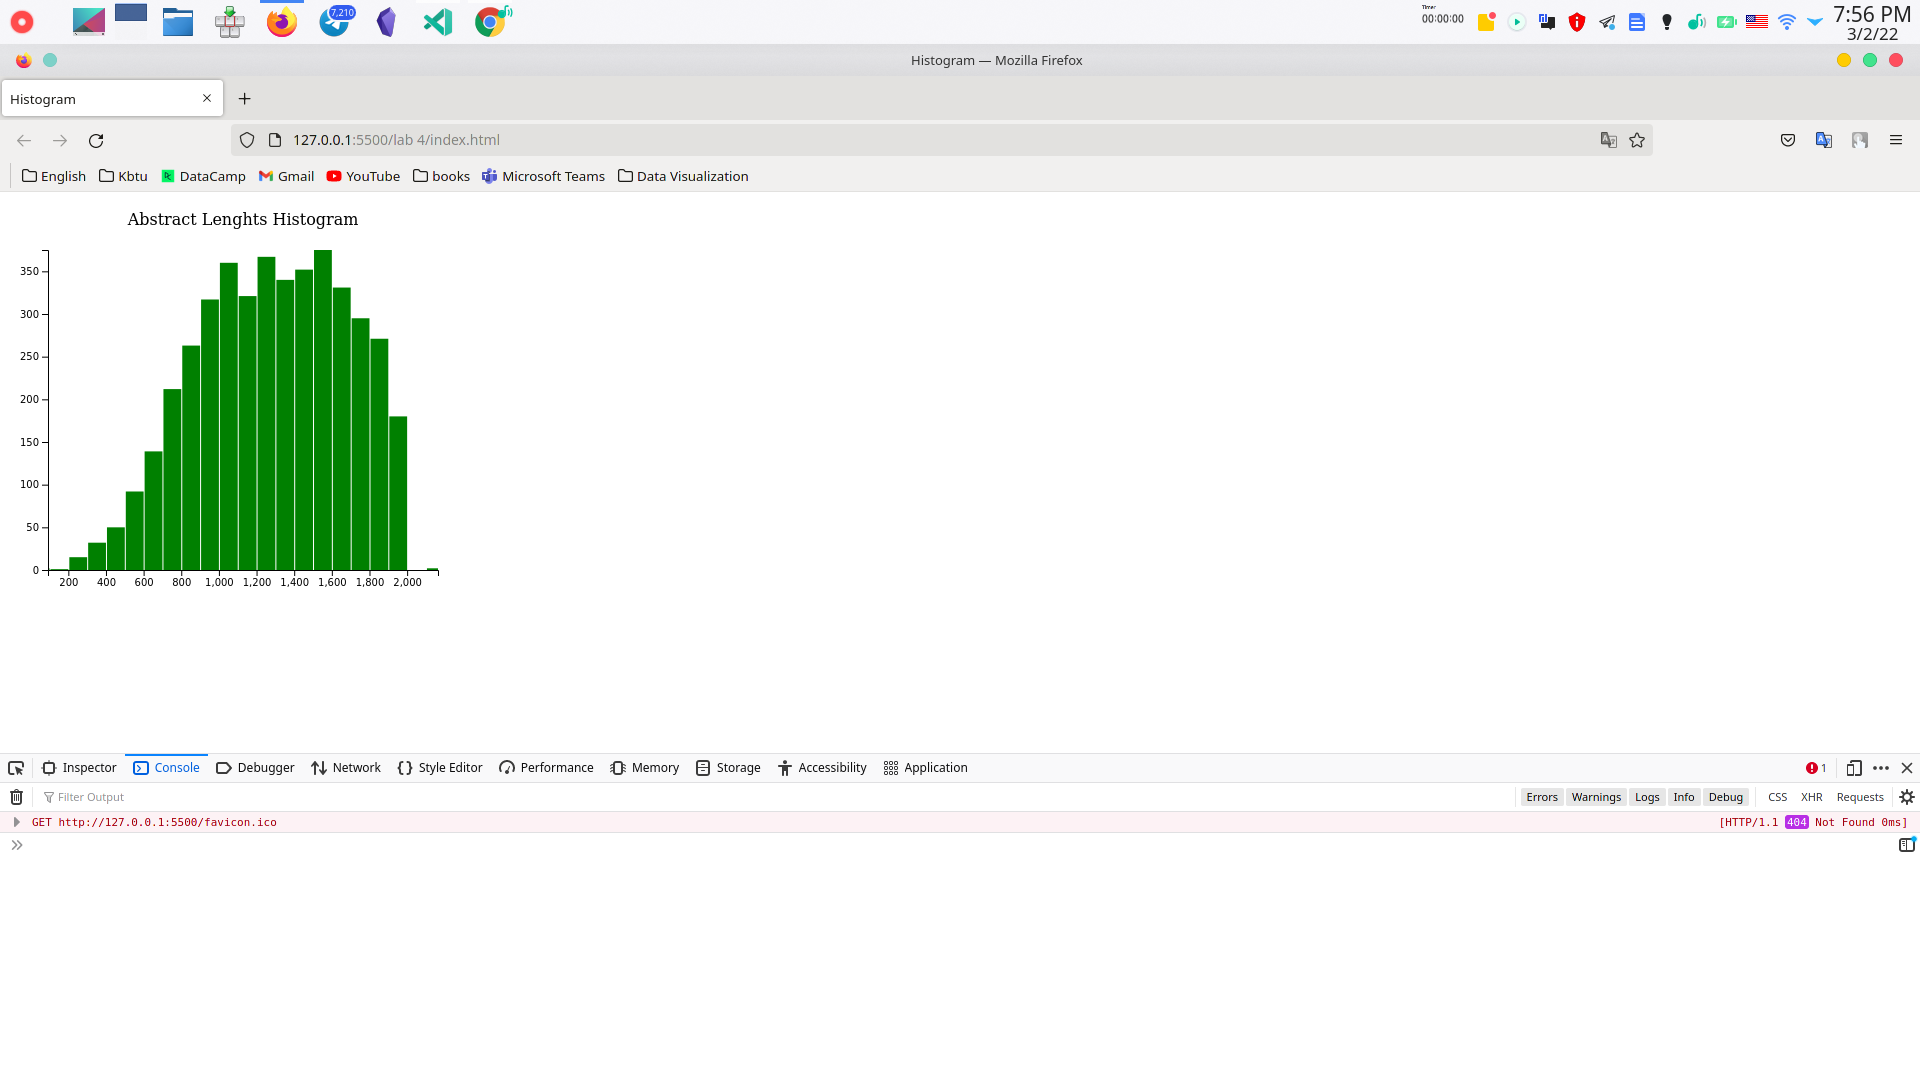 7,210
Timer
00:00:00
7:56 PM
3/2/22
Histogram — Mozilla Firefox
Histogram
127.0.0.1:5500/lab 4/index.html
English Kbtu DataCamp Gmail YouTube books Microsoft Teams Data Visualization
Abstract Lenghts Histogram
350
300
250
200
150
100
50
0
200 400 600 800 1,000 1,200 1,400 1,600 1,800 2,000
Inspector Console Debugger Network Style Editor Performance Memory Storage Accessibility Application 1
Filter Output Errors Warnings Logs Info Debug CSS XHR Requests
GET http://127.0.0.1:5500/favicon.ico [HTTP/1.1 404 Not Found 0ms]